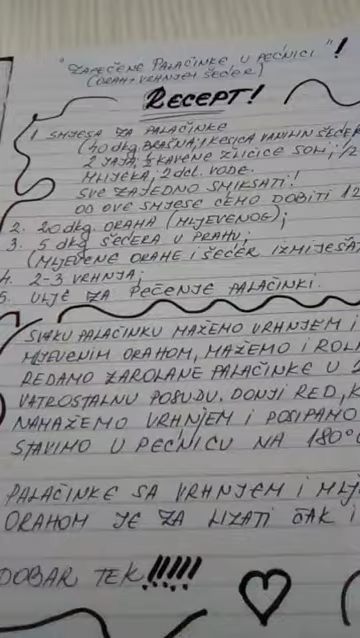 "ZAPEČENE PALAČINKE U PEĆNICI"!
(ORAH+VRHNJE+ŠEĆER)
RECEPT!
1. SMJESA ZA PALAČINKE
(40 dkg. BRAŠNA; 1 KESICA VANILIN ŠEĆER
2 JAJA, 2 KAVENE ŽLIČICE SOLI; 1/2
MLIJEKA; 2 dcl. VODE.
SVE ZAJEDNO SMIKSATI!
OD OVE SMJESE ĆEMO DOBITI 12
2. 20 dkg. ORAHA (MLJEVENOG);
3. 5 dkg ŠEĆERA U PRAHU;
(MLJEVENE ORAHE I ŠEĆER IZMIJEŠA
4. 2-3 VRHNJA;
5. ULJE ZA PEČENJE PALAČINKI.
SVAKU PALAČINKU MAŽEMO VRHNJEM I
MLJEVENIM ORAHOM, MAŽEMO I ROL
REDAMO ZAROLANE PALAČINKE U
VATROSTALNU POSUDU. DONJI RED, K
NAMAŽEMO VRHNJEM I POSIPAMO
STAVIMO U PEĆNICU NA 180°
PALAČINKE SA VRHNJEM I MLJ
ORAHOM JE ZA LIZATI ČAK I
DOBAR TEK!!!!!